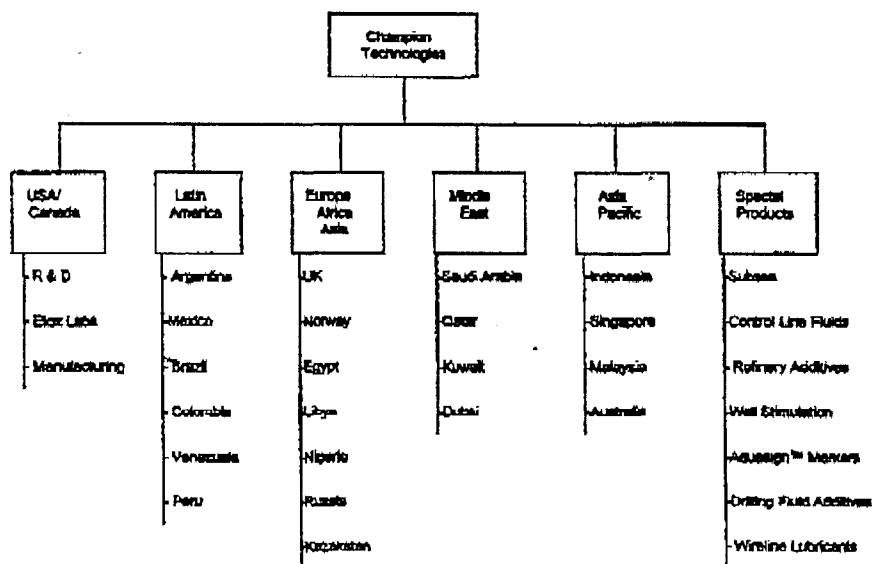 Champion
Technologies
USA/
Canada
Latin
America
Europe
Africa
Asia
Middle
East
Asia
Pacific
Special
Products
R & D
Labs
Manufacturing
Argentina
Mexico
Brazil
Colombia
Venezuela
Peru
UK
Norway
Egypt
Libya
Nigeria
Russia
Saudi Arabia
Qatar
Kuwait
Dubai
Indonesia
Singapore
Malaysia
Australia
Subsea
Control Line Fluids
Refinery Additives
Well Stimulation
Markers
Drilling Fluid Additives
Wireline Lubricants